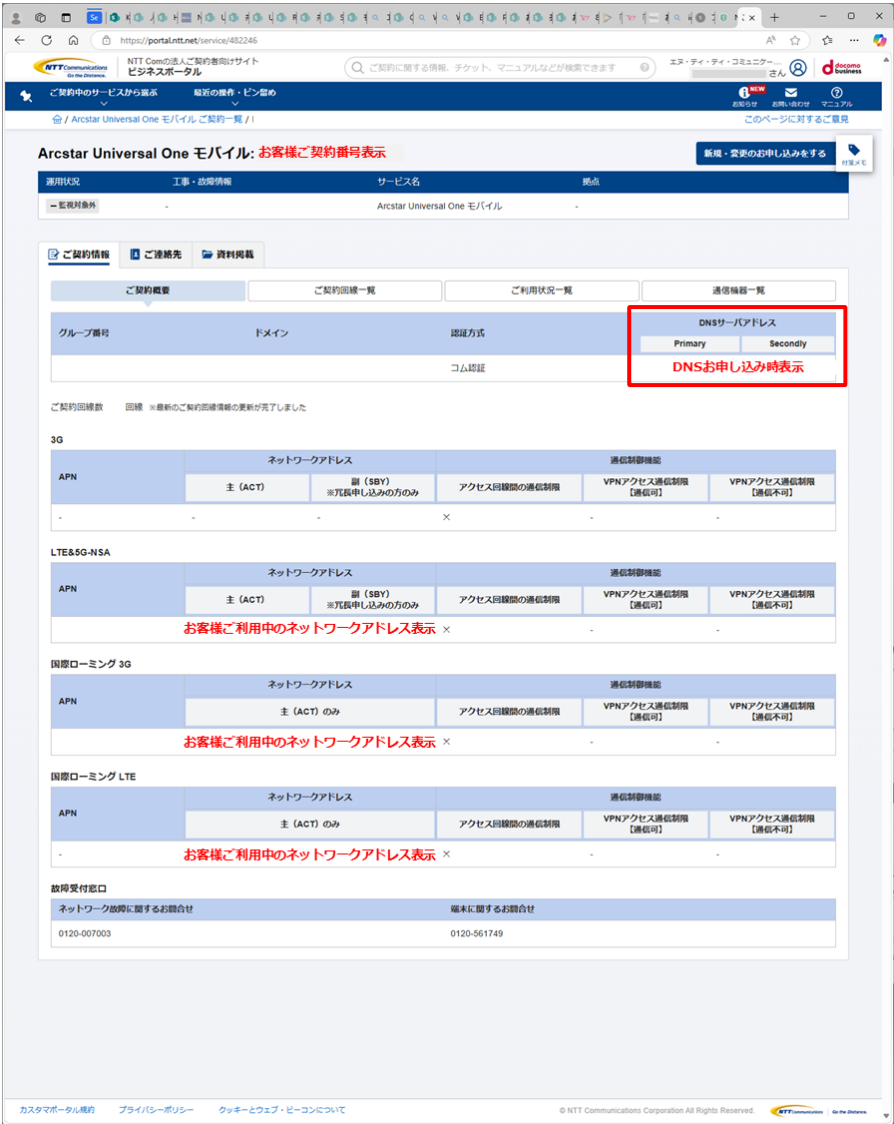 https://portal.ntt.net/service/482246
NTT Communications
Go the Distance.
NTT Comの法人ご契約者向けサイト
ビジネスポータル
ご契約に関する情報、チケット、マニュアルなどが検索できます
エヌ・ティ・ティ・コミュニケー...
さん
docomo business
ご契約中のサービスから選ぶ 最近の操作・ピン留め
NEW
お知らせ お問い合わせ マニュアル
/ Arcstar Universal One モバイル ご契約一覧 /
このページに対するご意見
Arcstar Universal One モバイル: お客様ご契約番号表示
新規・変更のお申し込みをする
付箋メモ
運用状況 工事・故障情報 サービス名 拠点
監視対象外 - Arcstar Universal One モバイル -
ご契約情報 ご連絡先 資料掲載
ご契約概要 ご契約回線一覧 ご利用状況一覧 通信機器一覧
グループ番号 ドメイン 認証方式 DNSサーバアドレス
Primary Secondly
コム認証 DNSお申し込み時表示
ご契約回線数 回線 ※最新のご契約回線情報の更新が完了しました
3G
APN ネットワークアドレス 通信制御機能
主（ACT） 副（SBY） ※冗長申し込みの方のみ アクセス回線間の通信制限 VPNアクセス通信制限【通信可】 VPNアクセス通信制限【通信不可】
- - - × - -
LTE&5G-NSA
APN ネットワークアドレス 通信制御機能
主（ACT） 副（SBY） ※冗長申し込みの方のみ アクセス回線間の通信制限 VPNアクセス通信制限【通信可】 VPNアクセス通信制限【通信不可】
お客様ご利用中のネットワークアドレス表示 × - -
国際ローミング 3G
APN ネットワークアドレス 通信制御機能
主（ACT）のみ アクセス回線間の通信制限 VPNアクセス通信制限【通信可】 VPNアクセス通信制限【通信不可】
お客様ご利用中のネットワークアドレス表示 × - -
国際ローミング LTE
APN ネットワークアドレス 通信制御機能
主（ACT）のみ アクセス回線間の通信制限 VPNアクセス通信制限【通信可】 VPNアクセス通信制限【通信不可】
- お客様ご利用中のネットワークアドレス表示 × - -
故障受付窓口
ネットワーク故障に関するお問合せ 端末に関するお問合せ
0120-007003 0120-561749
カスタマポータル規約 プライバシーポリシー クッキーとウェブ・ビーコンについて
© NTT Communications Corporation All Rights Reserved.
NTT Communications Go the Distance.